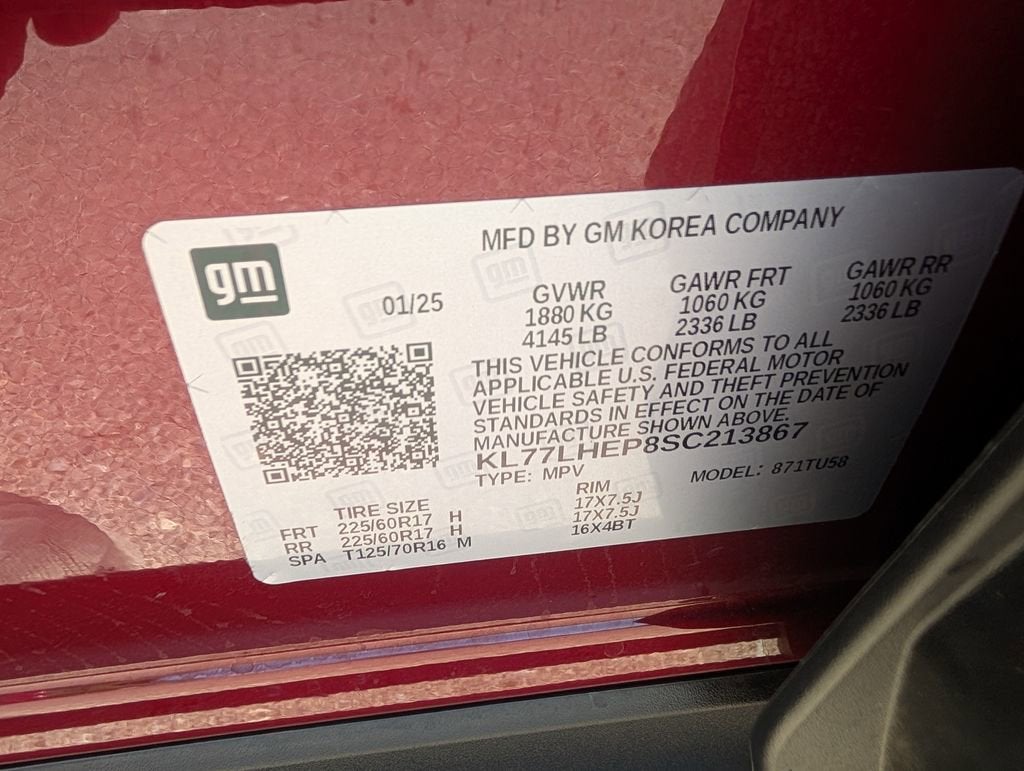 gm
MFD BY GM KOREA COMPANY
01/25
GVWR GAWR FRT GAWR RR
1880 KG 1060 KG 1060 KG
4145 LB 2336 LB 2336 LB
THIS VEHICLE CONFORMS TO ALL
APPLICABLE U.S. FEDERAL MOTOR
VEHICLE SAFETY AND THEFT PREVENTION
STANDARDS IN EFFECT ON THE DATE OF
MANUFACTURE SHOWN ABOVE.
KL77LHEP8SC213867
TYPE: MPV MODEL: 871TU58
TIRE SIZE RIM
FRT 225/60R17 H 17X7.5J
RR 225/60R17 H 17X7.5J
SPA T125/70R16 M 16X4BT